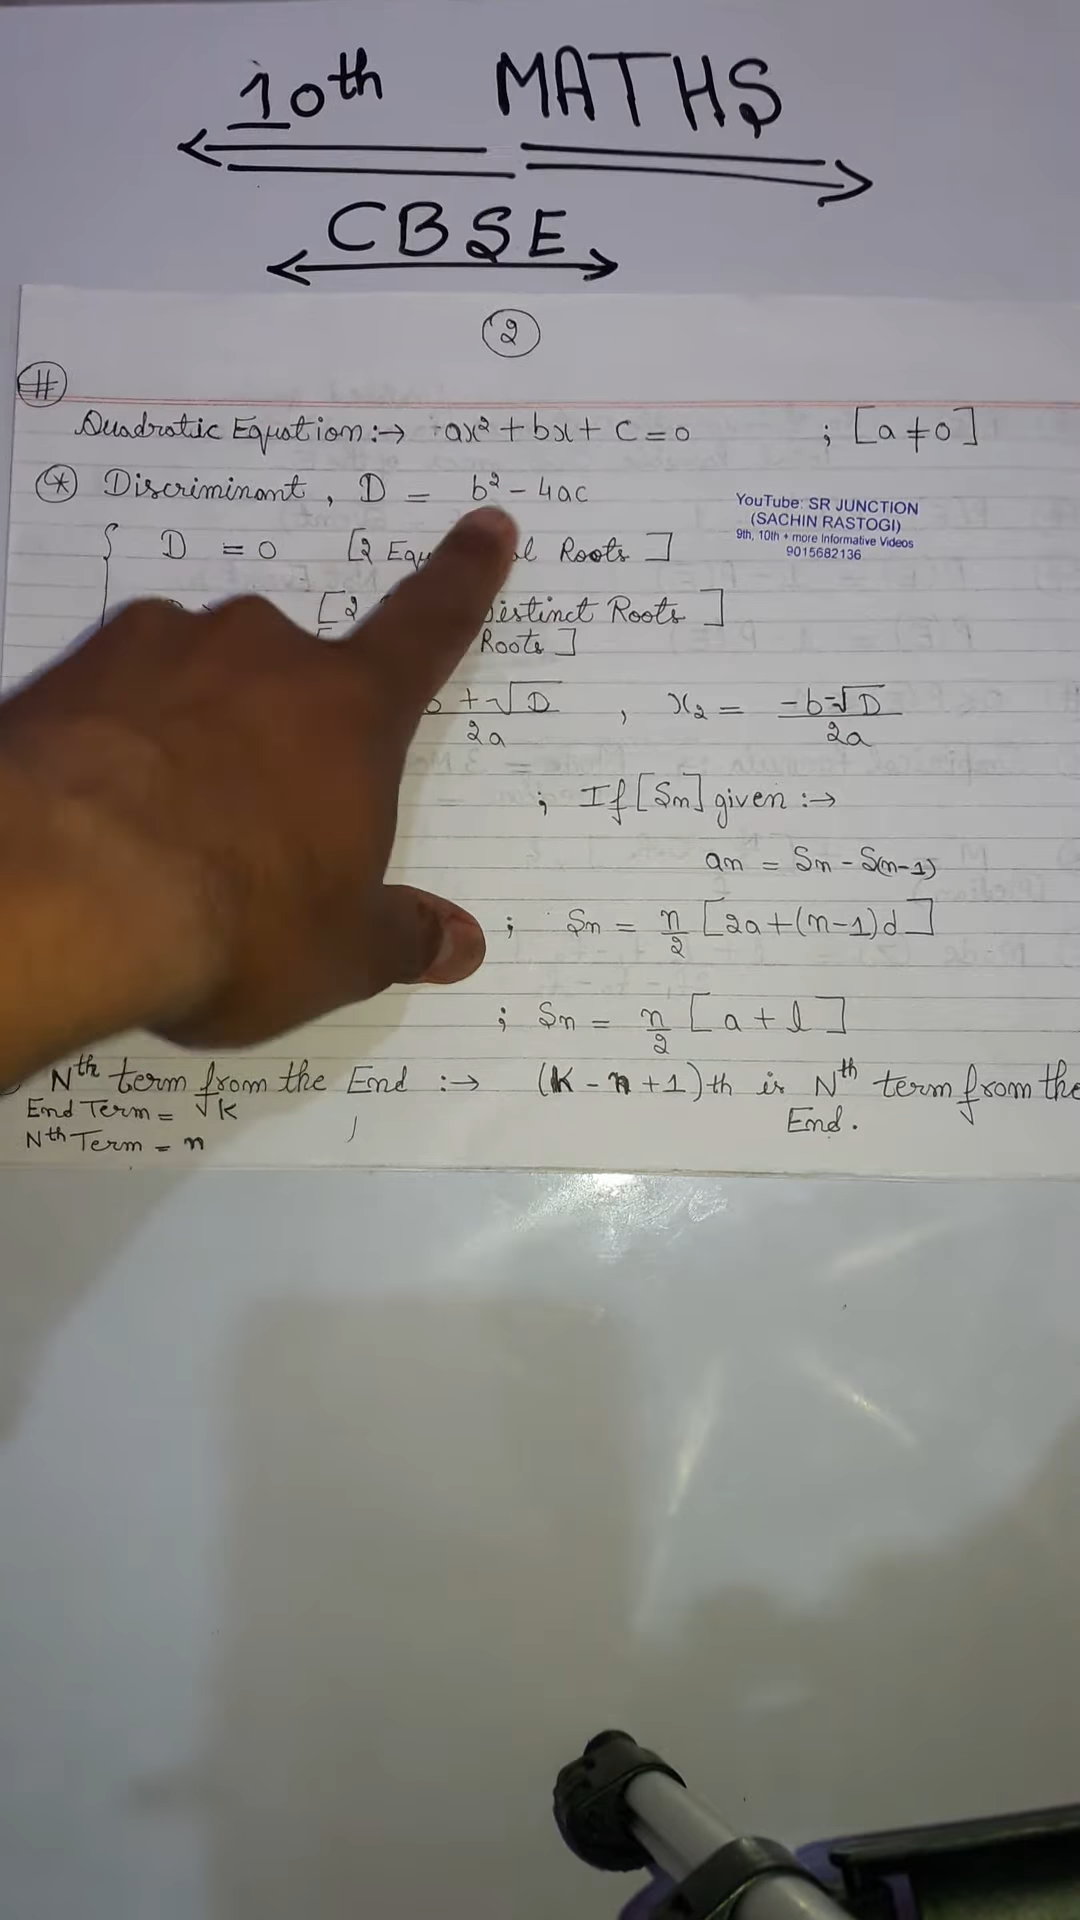 10th MATHS
CBSE
2
#
Quadratic Equation :→ ax² + bx + c = 0 ; [a ≠ 0]
* Discriminant, D = b² - 4ac
YouTube: SR JUNCTION
(SACHIN RASTOGI)
9th, 10th + more Informative Videos
9015682136
D = 0 [2 Roots]
[2 Distinct Roots]
Roots]
+√D / 2a , x₂ = -b-√D / 2a
; If [Sn] given :→
an = Sn - S(n-1)
; Sn = n/2 [2a+(n-1)d]
; Sn = n/2 [a + l]
Nth term from the End :→ (K - n + 1)th is Nth term from the End.
End Term = K
Nth Term = n